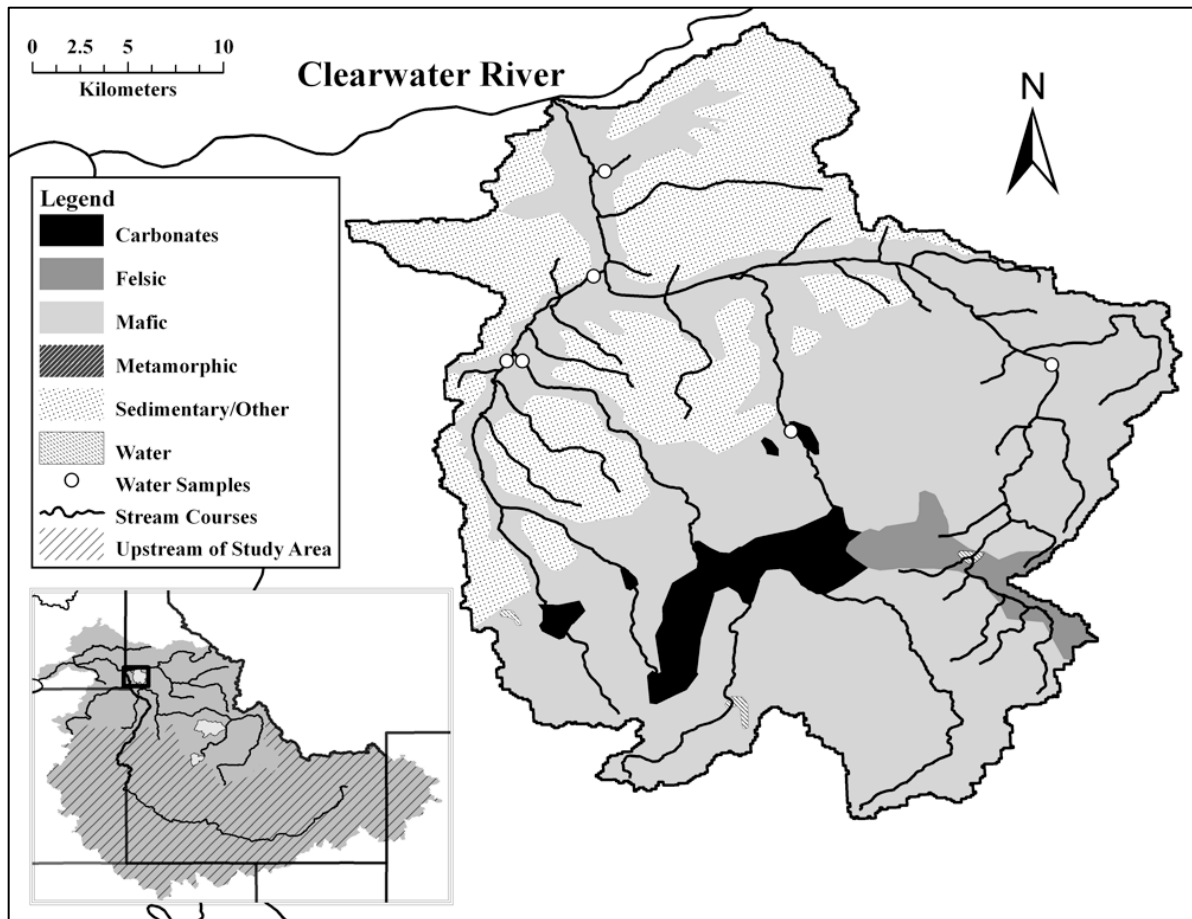 0 2.5 5 10
Kilometers
Clearwater River
N
Legend
Carbonates
Felsic
Mafic
Metamorphic
Sedimentary/Other
Water
Water Samples
Stream Courses
Upstream of Study Area